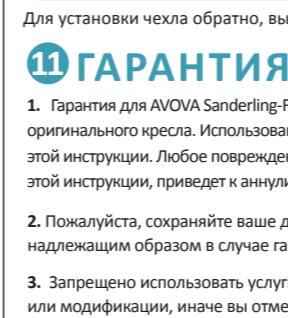 Для установки чехла обратно, вы
11 ГАРАНТИЯ
1. Гарантия для AVOVA Sanderling-F
оригинального кресла. Использова
этой инструкции. Любое поврежде
этой инструкции, приведет к аннули
2. Пожалуйста, сохраняйте ваше д
надлежащим образом в случае га
3. Запрещено использовать услуг
или модификации, иначе вы отме